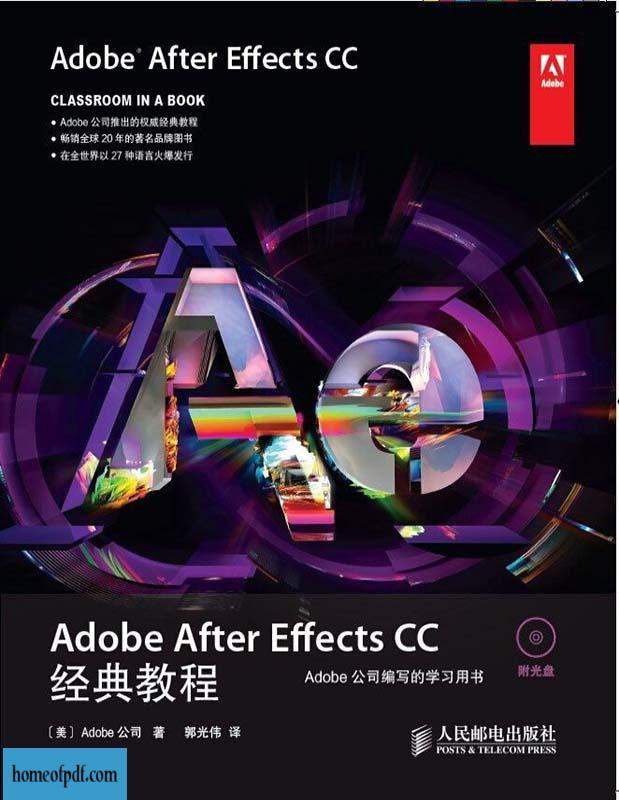 Adobe® After Effects CC
Adobe
CLASSROOM IN A BOOK
● Adobe 公司推出的权威经典教程
● 畅销全球 20 年的著名品牌图书
● 在全世界以 27 种语言火爆发行
Ae
Adobe After Effects CC
经典教程
Adobe 公司编写的学习用书
附光盘
〔美〕Adobe 公司 著 郭光伟 译
人民邮电出版社
POSTS & TELECOM PRESS
homeofpdf.com